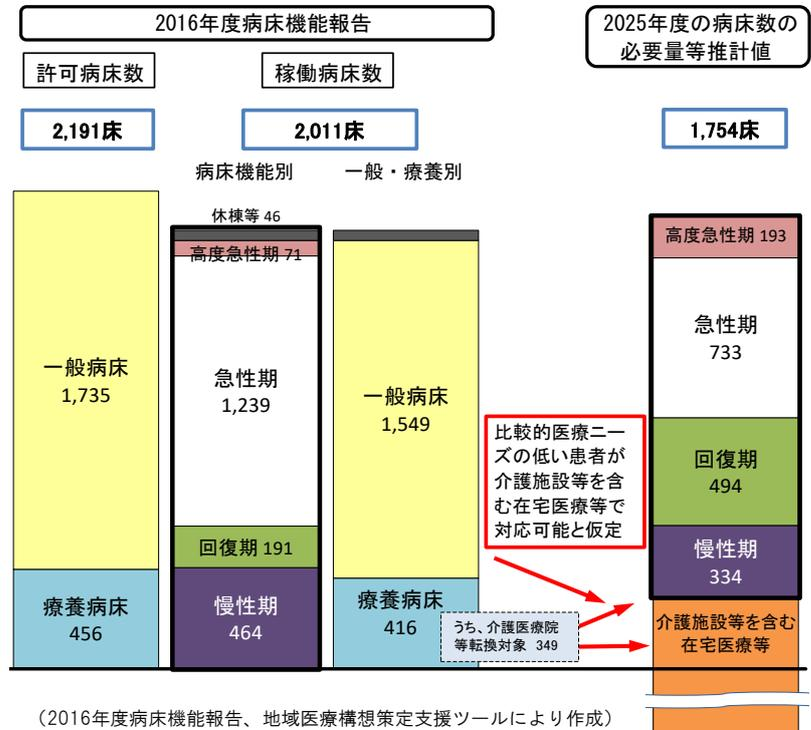 2016年度病床機能報告
2025年度の病床数の
必要量等推計値
許可病床数
稼働病床数
2,191床
2,011床
1,754床
病床機能別
一般・療養別
一般病床
1,735
療養病床
456
休棟等 46
高度急性期 71
急性期
1,239
回復期 191
慢性期
464
一般病床
1,549
療養病床
416
うち、介護医療院
等転換対象 349
比較的医療ニー
ズの低い患者が
介護施設等を含
む在宅医療等で
対応可能と仮定
高度急性期 193
急性期
733
回復期
494
慢性期
334
介護施設等を含む
在宅医療等
（2016年度病床機能報告、地域医療構想策定支援ツールにより作成）